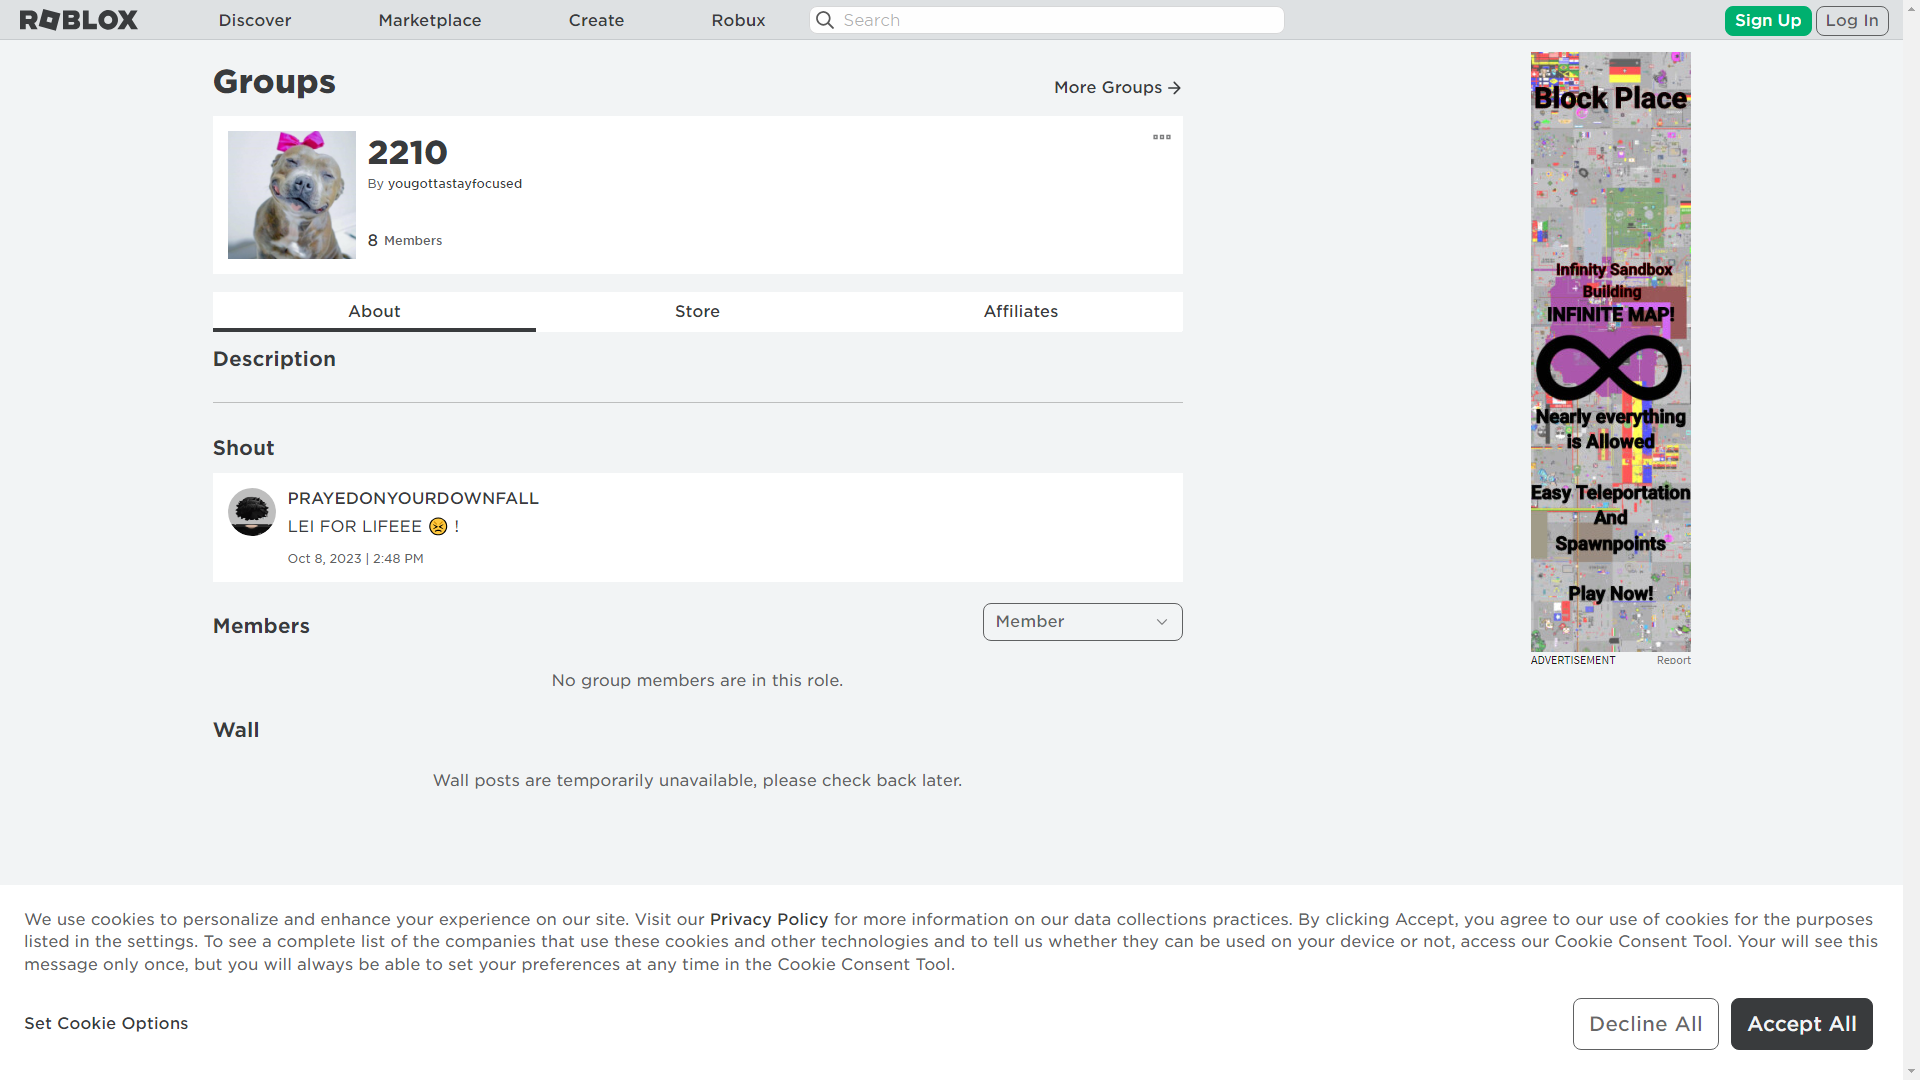 ROBLOX
Discover
Marketplace
Create
Robux
Search
Sign Up
Log In
Groups
More Groups →
2210
By yougottastayfocused
8 Members
About
Store
Affiliates
Description
Shout
PRAYEDONYOURDOWNFALL
LEI FOR LIFEEE 😣 !
Oct 8, 2023 | 2:48 PM
Members
Member
No group members are in this role.
Wall
Wall posts are temporarily unavailable, please check back later.
Block Place
Infinity Sandbox
Building
INFINITE MAP!
Nearly everything
is Allowed
Easy Teleportation
And
Spawnpoints
Play Now!
ADVERTISEMENT
Report
We use cookies to personalize and enhance your experience on our site. Visit our Privacy Policy for more information on our data collections practices. By clicking Accept, you agree to our use of cookies for the purposes
listed in the settings. To see a complete list of the companies that use these cookies and other technologies and to tell us whether they can be used on your device or not, access our Cookie Consent Tool. Your will see this
message only once, but you will always be able to set your preferences at any time in the Cookie Consent Tool.
Set Cookie Options
Decline All
Accept All